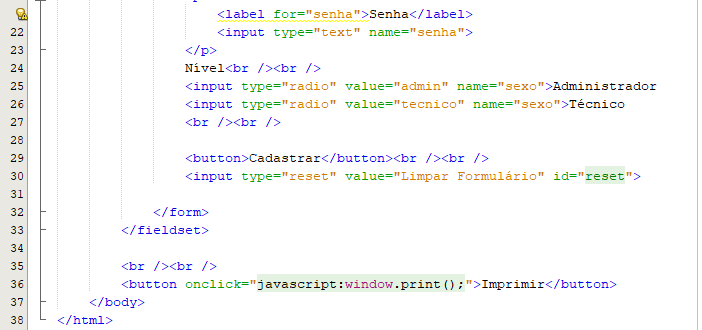 <label for="senha">Senha</label>
22 <input type="text" name="senha">
23 </p>
24 Nível<br /><br />
25 <input type="radio" value="admin" name="sexo">Administrador
26 <input type="radio" value="tecnico" name="sexo">Técnico
27 <br /><br />
28
29 <button>Cadastrar</button><br /><br />
30 <input type="reset" value="Limpar Formulário" id="reset">
31
32 </form>
33 </fieldset>
34
35 <br /><br />
36 <button onclick="javascript:window.print();">Imprimir</button>
37 </body>
38 </html>